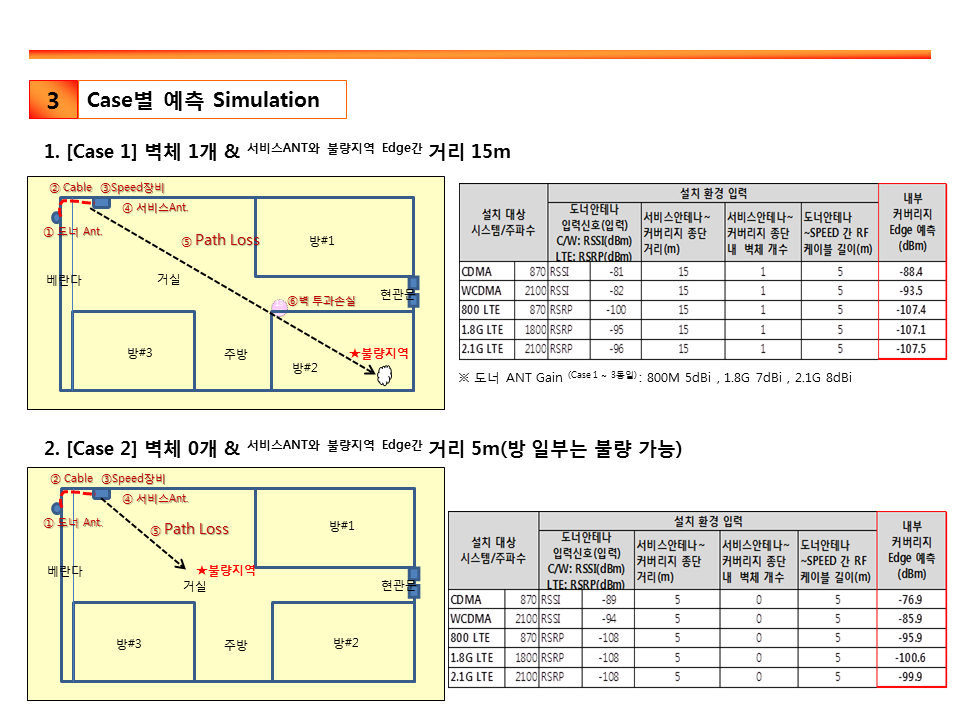 3 Case별 예측 Simulation
1. [Case 1] 벽체 1개 & 서비스ANT와 불량지역 Edge간 거리 15m
② Cable ③Speed장비
④ 서비스Ant.
① 도너 Ant.
⑤ Path Loss
방#1
베란다
거실
현관문
⑥벽 투과손실
방#3
주방
방#2
★불량지역
설치 대상
시스템/주파수
설치 환경 입력
도너안테나
입력신호(입력)
C/W: RSSI(dBm)
LTE: RSRP(dBm)
서비스안테나~
커버리지 종단
거리(m)
서비스안테나~
커버리지 종단
내 벽체 개수
도너안테나
~SPEED 간 RF
케이블 길이(m)
내부
커버리지
Edge 예측
(dBm)
CDMA 870 RSSI -81 15 1 5 -88.4
WCDMA 2100 RSSI -82 15 1 5 -93.5
800 LTE 870 RSRP -100 15 1 5 -107.4
1.8G LTE 1800 RSRP -95 15 1 5 -107.1
2.1G LTE 2100 RSRP -96 15 1 5 -107.5
※ 도너 ANT Gain (Case 1 ~ 3동일) : 800M 5dBi , 1.8G 7dBi , 2.1G 8dBi
2. [Case 2] 벽체 0개 & 서비스ANT와 불량지역 Edge간 거리 5m(방 일부는 불량 가능)
② Cable ③Speed장비
④ 서비스Ant.
① 도너 Ant.
⑤ Path Loss
방#1
베란다
★불량지역
거실
현관문
방#3
주방
방#2
설치 대상
시스템/주파수
설치 환경 입력
도너안테나
입력신호(입력)
C/W: RSSI(dBm)
LTE: RSRP(dBm)
서비스안테나~
커버리지 종단
거리(m)
서비스안테나~
커버리지 종단
내 벽체 개수
도너안테나
~SPEED 간 RF
케이블 길이(m)
내부
커버리지
Edge 예측
(dBm)
CDMA 870 RSSI -89 5 0 5 -76.9
WCDMA 2100 RSSI -94 5 0 5 -85.9
800 LTE 870 RSRP -108 5 0 5 -95.9
1.8G LTE 1800 RSRP -108 5 0 5 -100.6
2.1G LTE 2100 RSRP -108 5 0 5 -99.9